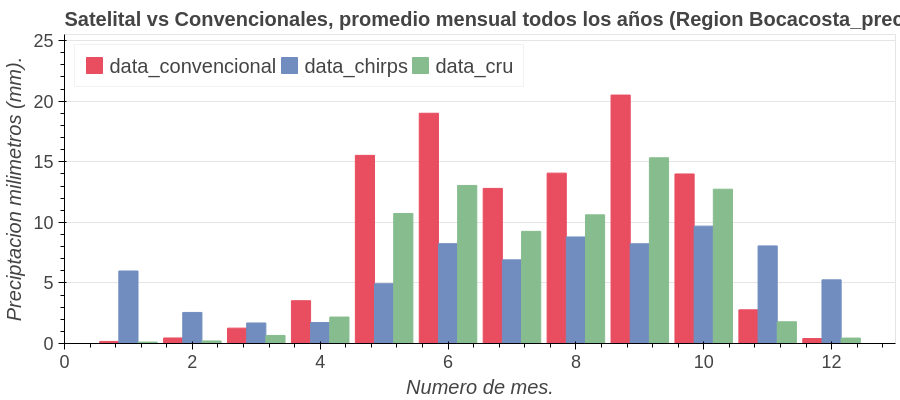 Satelital vs Convencionales, promedio mensual todos los años (Region Bocacosta_prec
25
data_convencional data_chirps data_cru
20
15
10
5
0
Preciptacion milimetros (mm).
0 2 4 6 8 10 12
Numero de mes.